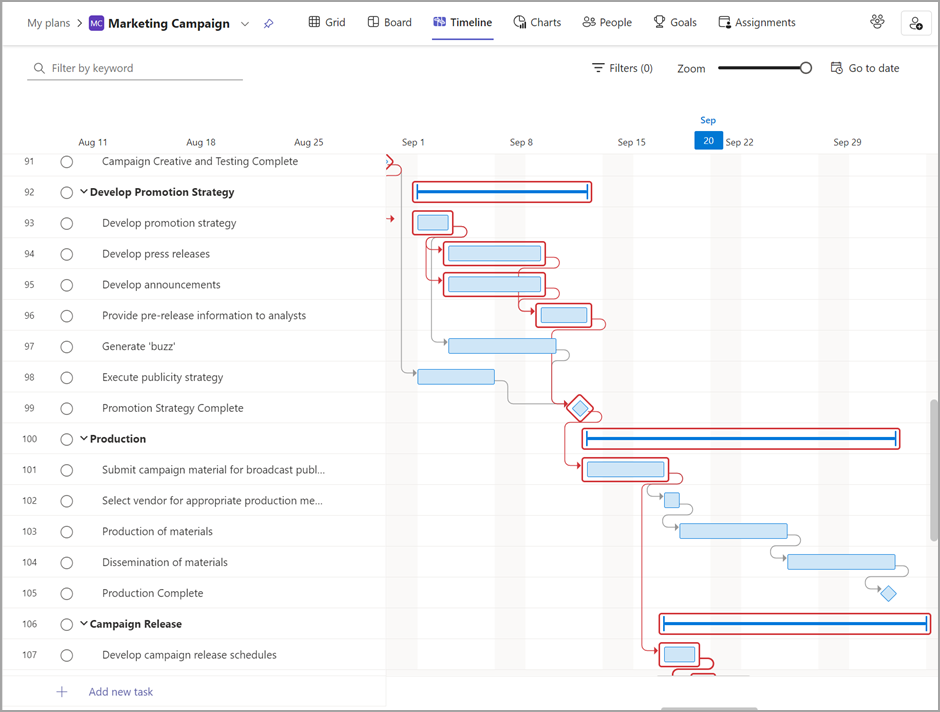 My plans > MC Marketing Campaign Grid Board Timeline Charts People Goals Assignments
Filter by keyword Filters (0) Zoom Go to date
Sep
Aug 11 Aug 18 Aug 25 Sep 1 Sep 8 Sep 15 20 Sep 22 Sep 29
91 Campaign Creative and Testing Complete
92 Develop Promotion Strategy
93 Develop promotion strategy
94 Develop press releases
95 Develop announcements
96 Provide pre-release information to analysts
97 Generate 'buzz'
98 Execute publicity strategy
99 Promotion Strategy Complete
100 Production
101 Submit campaign material for broadcast publ...
102 Select vendor for appropriate production me...
103 Production of materials
104 Dissemination of materials
105 Production Complete
106 Campaign Release
107 Develop campaign release schedules
Add new task